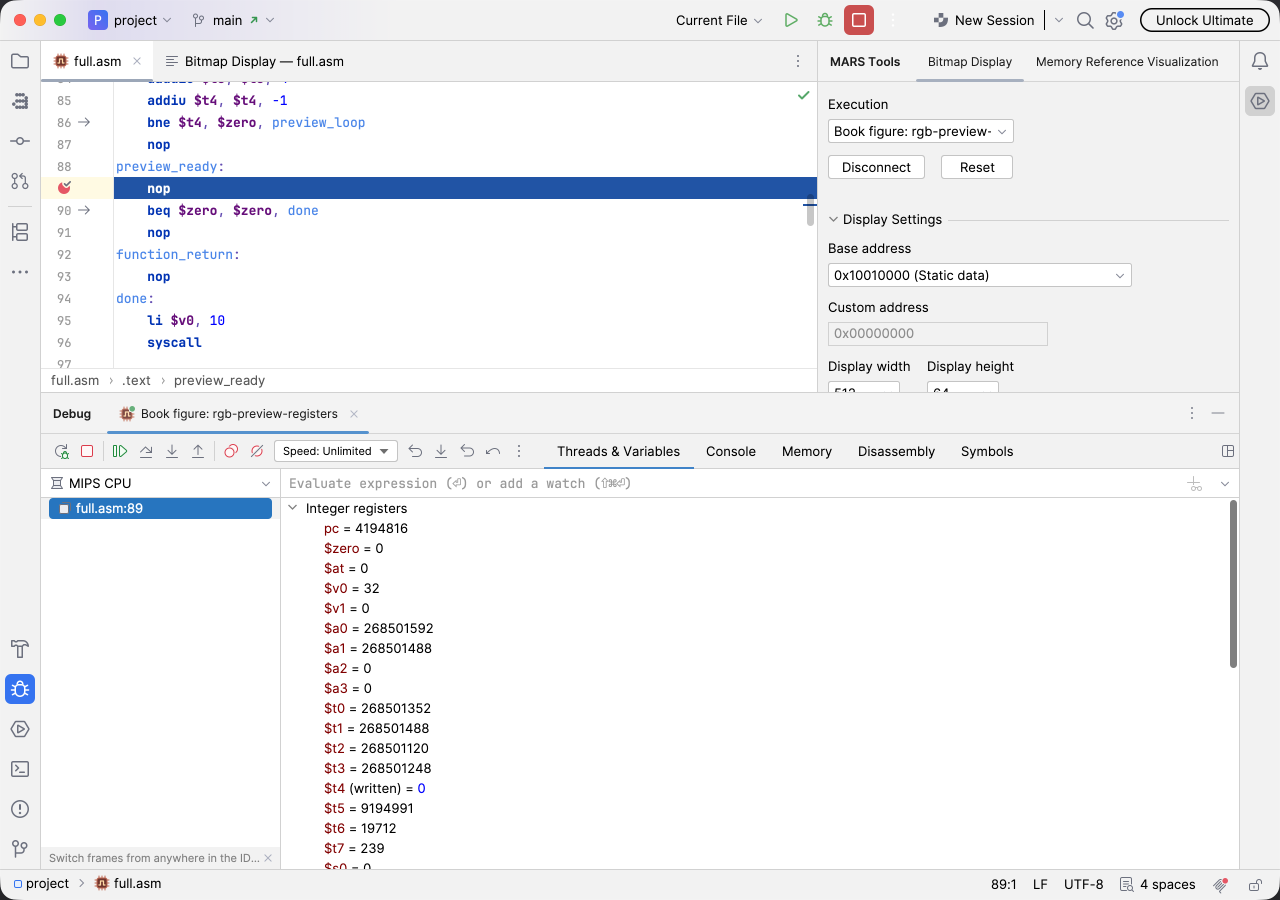 P project main Current File New Session Unlock Ultimate
full.asm Bitmap Display — full.asm
MARS Tools Bitmap Display Memory Reference Visualization
85 addiu $t4, $t4, -1
86 bne $t4, $zero, preview_loop
87 nop
88 preview_ready:
nop
90 beq $zero, $zero, done
91 nop
92 function_return:
93 nop
94 done:
95 li $v0, 10
96 syscall
97
full.asm › .text › preview_ready
Execution
Book figure: rgb-preview-
Disconnect Reset
Display Settings
Base address
0x10010000 (Static data)
Custom address
0x00000000
Display width Display height
512 64
Debug Book figure: rgb-preview-registers
Speed: Unlimited Threads & Variables Console Memory Disassembly Symbols
MIPS CPU
full.asm:89
Switch frames from anywhere in the ID...
Evaluate expression (⏎) or add a watch (⇧⌘⏎)
Integer registers
pc = 4194816
$zero = 0
$at = 0
$v0 = 32
$v1 = 0
$a0 = 268501592
$a1 = 268501488
$a2 = 0
$a3 = 0
$t0 = 268501352
$t1 = 268501488
$t2 = 268501120
$t3 = 268501248
$t4 (written) = 0
$t5 = 9194991
$t6 = 19712
$t7 = 239
$s0 = 0
project › full.asm 89:1 LF UTF-8 4 spaces